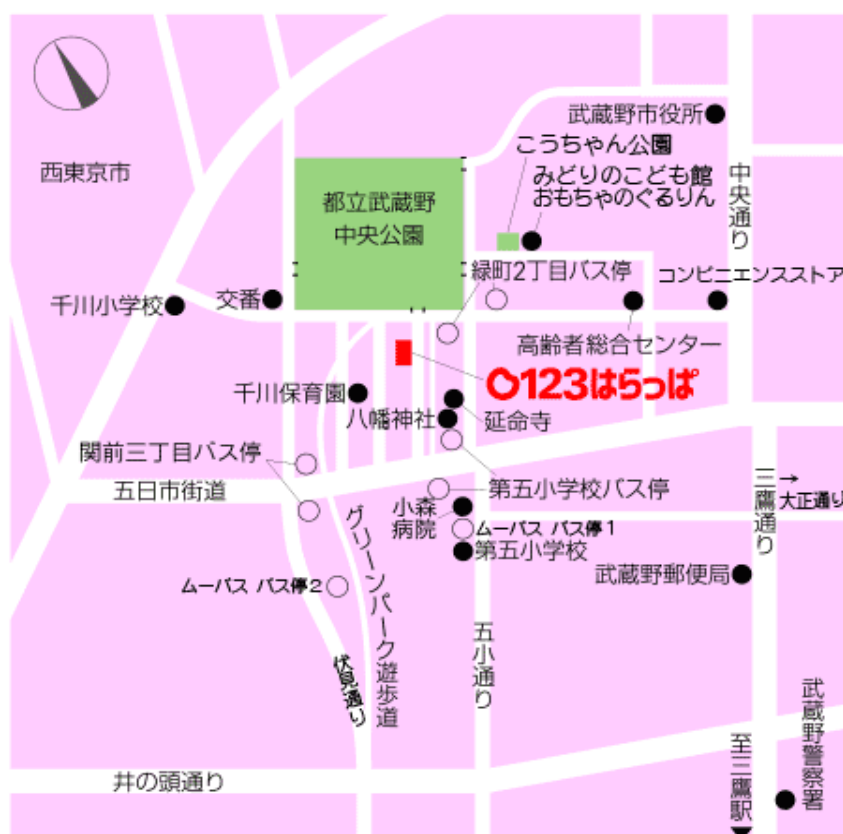 武蔵野市役所
こうちゃん公園
西東京市
みどりのこども館
おもちゃのぐるりん
中央通り
都立武蔵野
中央公園
緑町2丁目バス停
コンビニエンスストア
千川小学校
交番
高齢者総合センター
0123はらっぱ
千川保育園
八幡神社
延命寺
関前三丁目バス停
五日市街道
第五小学校バス停
三鷹通り
→
大正通り
小森
病院
ムーバス バス停1
第五小学校
グリーンパーク遊歩道
武蔵野郵便局
ムーバス バス停2
五小通り
伏見通り
武蔵野警察署
至三鷹駅
井の頭通り